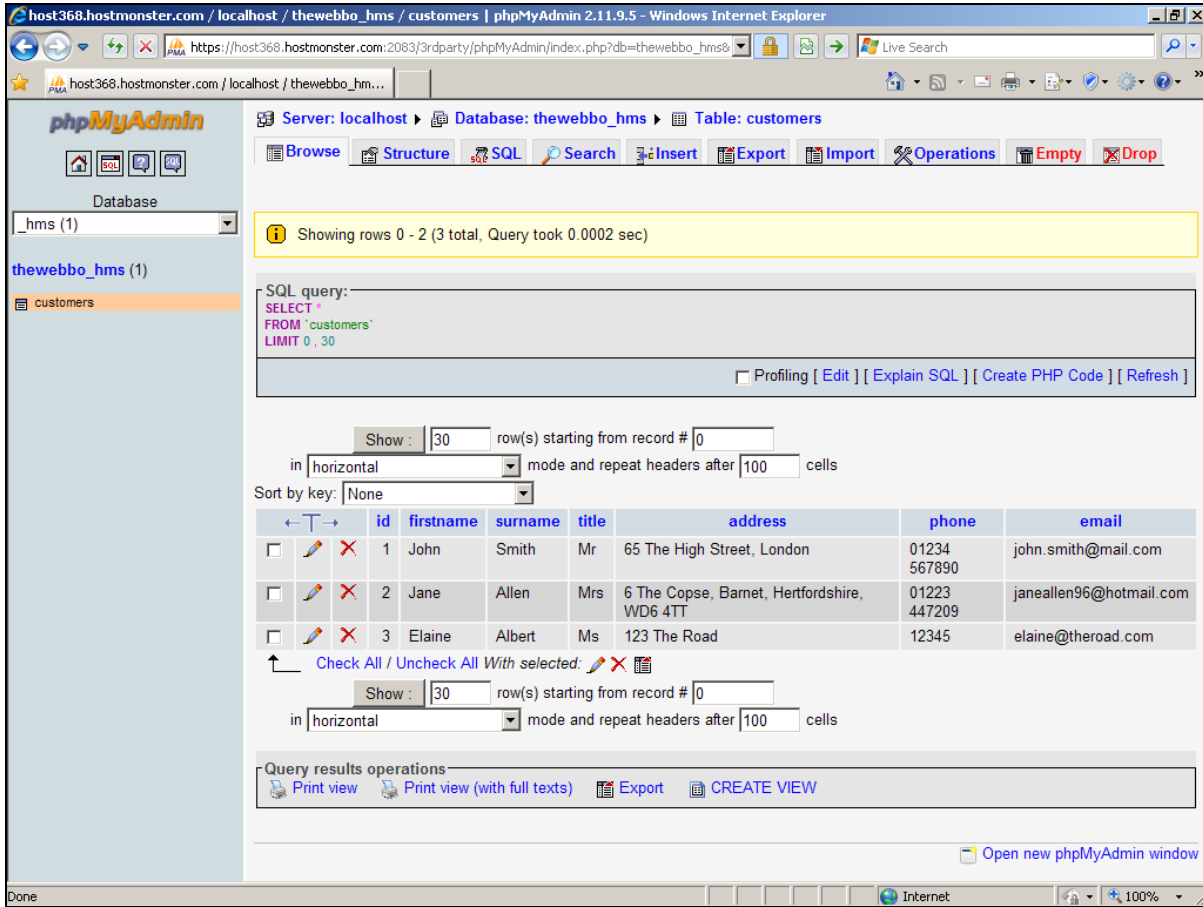 host368.hostmonster.com / localhost / thewebbo_hms / customers | phpMyAdmin 2.11.9.5 - Windows Internet Explorer
https://host368.hostmonster.com:2083/3rdparty/phpMyAdmin/index.php?db=thewebbo_hms&
Live Search
PMA host368.hostmonster.com / localhost / thewebbo_hm...
phpMyAdmin
SQL ? SQL
Database
_hms (1)
thewebbo_hms (1)
customers
Server: localhost Database: thewebbo_hms Table: customers
Browse Structure SQL Search Insert Export Import Operations Empty Drop
Showing rows 0 - 2 (3 total, Query took 0.0002 sec)
SQL query:
SELECT *
FROM `customers`
LIMIT 0 , 30
Profiling [ Edit ] [ Explain SQL ] [ Create PHP Code ] [ Refresh ]
Show : 30 row(s) starting from record # 0
in horizontal mode and repeat headers after 100 cells
Sort by key: None
←T→ id firstname surname title address phone email
1 John Smith Mr 65 The High Street, London 01234 567890 john.smith@mail.com
2 Jane Allen Mrs 6 The Copse, Barnet, Hertfordshire, WD6 4TT 01223 447209 janeallen96@hotmail.com
3 Elaine Albert Ms 123 The Road 12345 elaine@theroad.com
Check All / Uncheck All With selected:
Show : 30 row(s) starting from record # 0
in horizontal mode and repeat headers after 100 cells
Query results operations
Print view Print view (with full texts) Export CREATE VIEW
Open new phpMyAdmin window
Done Internet 100%